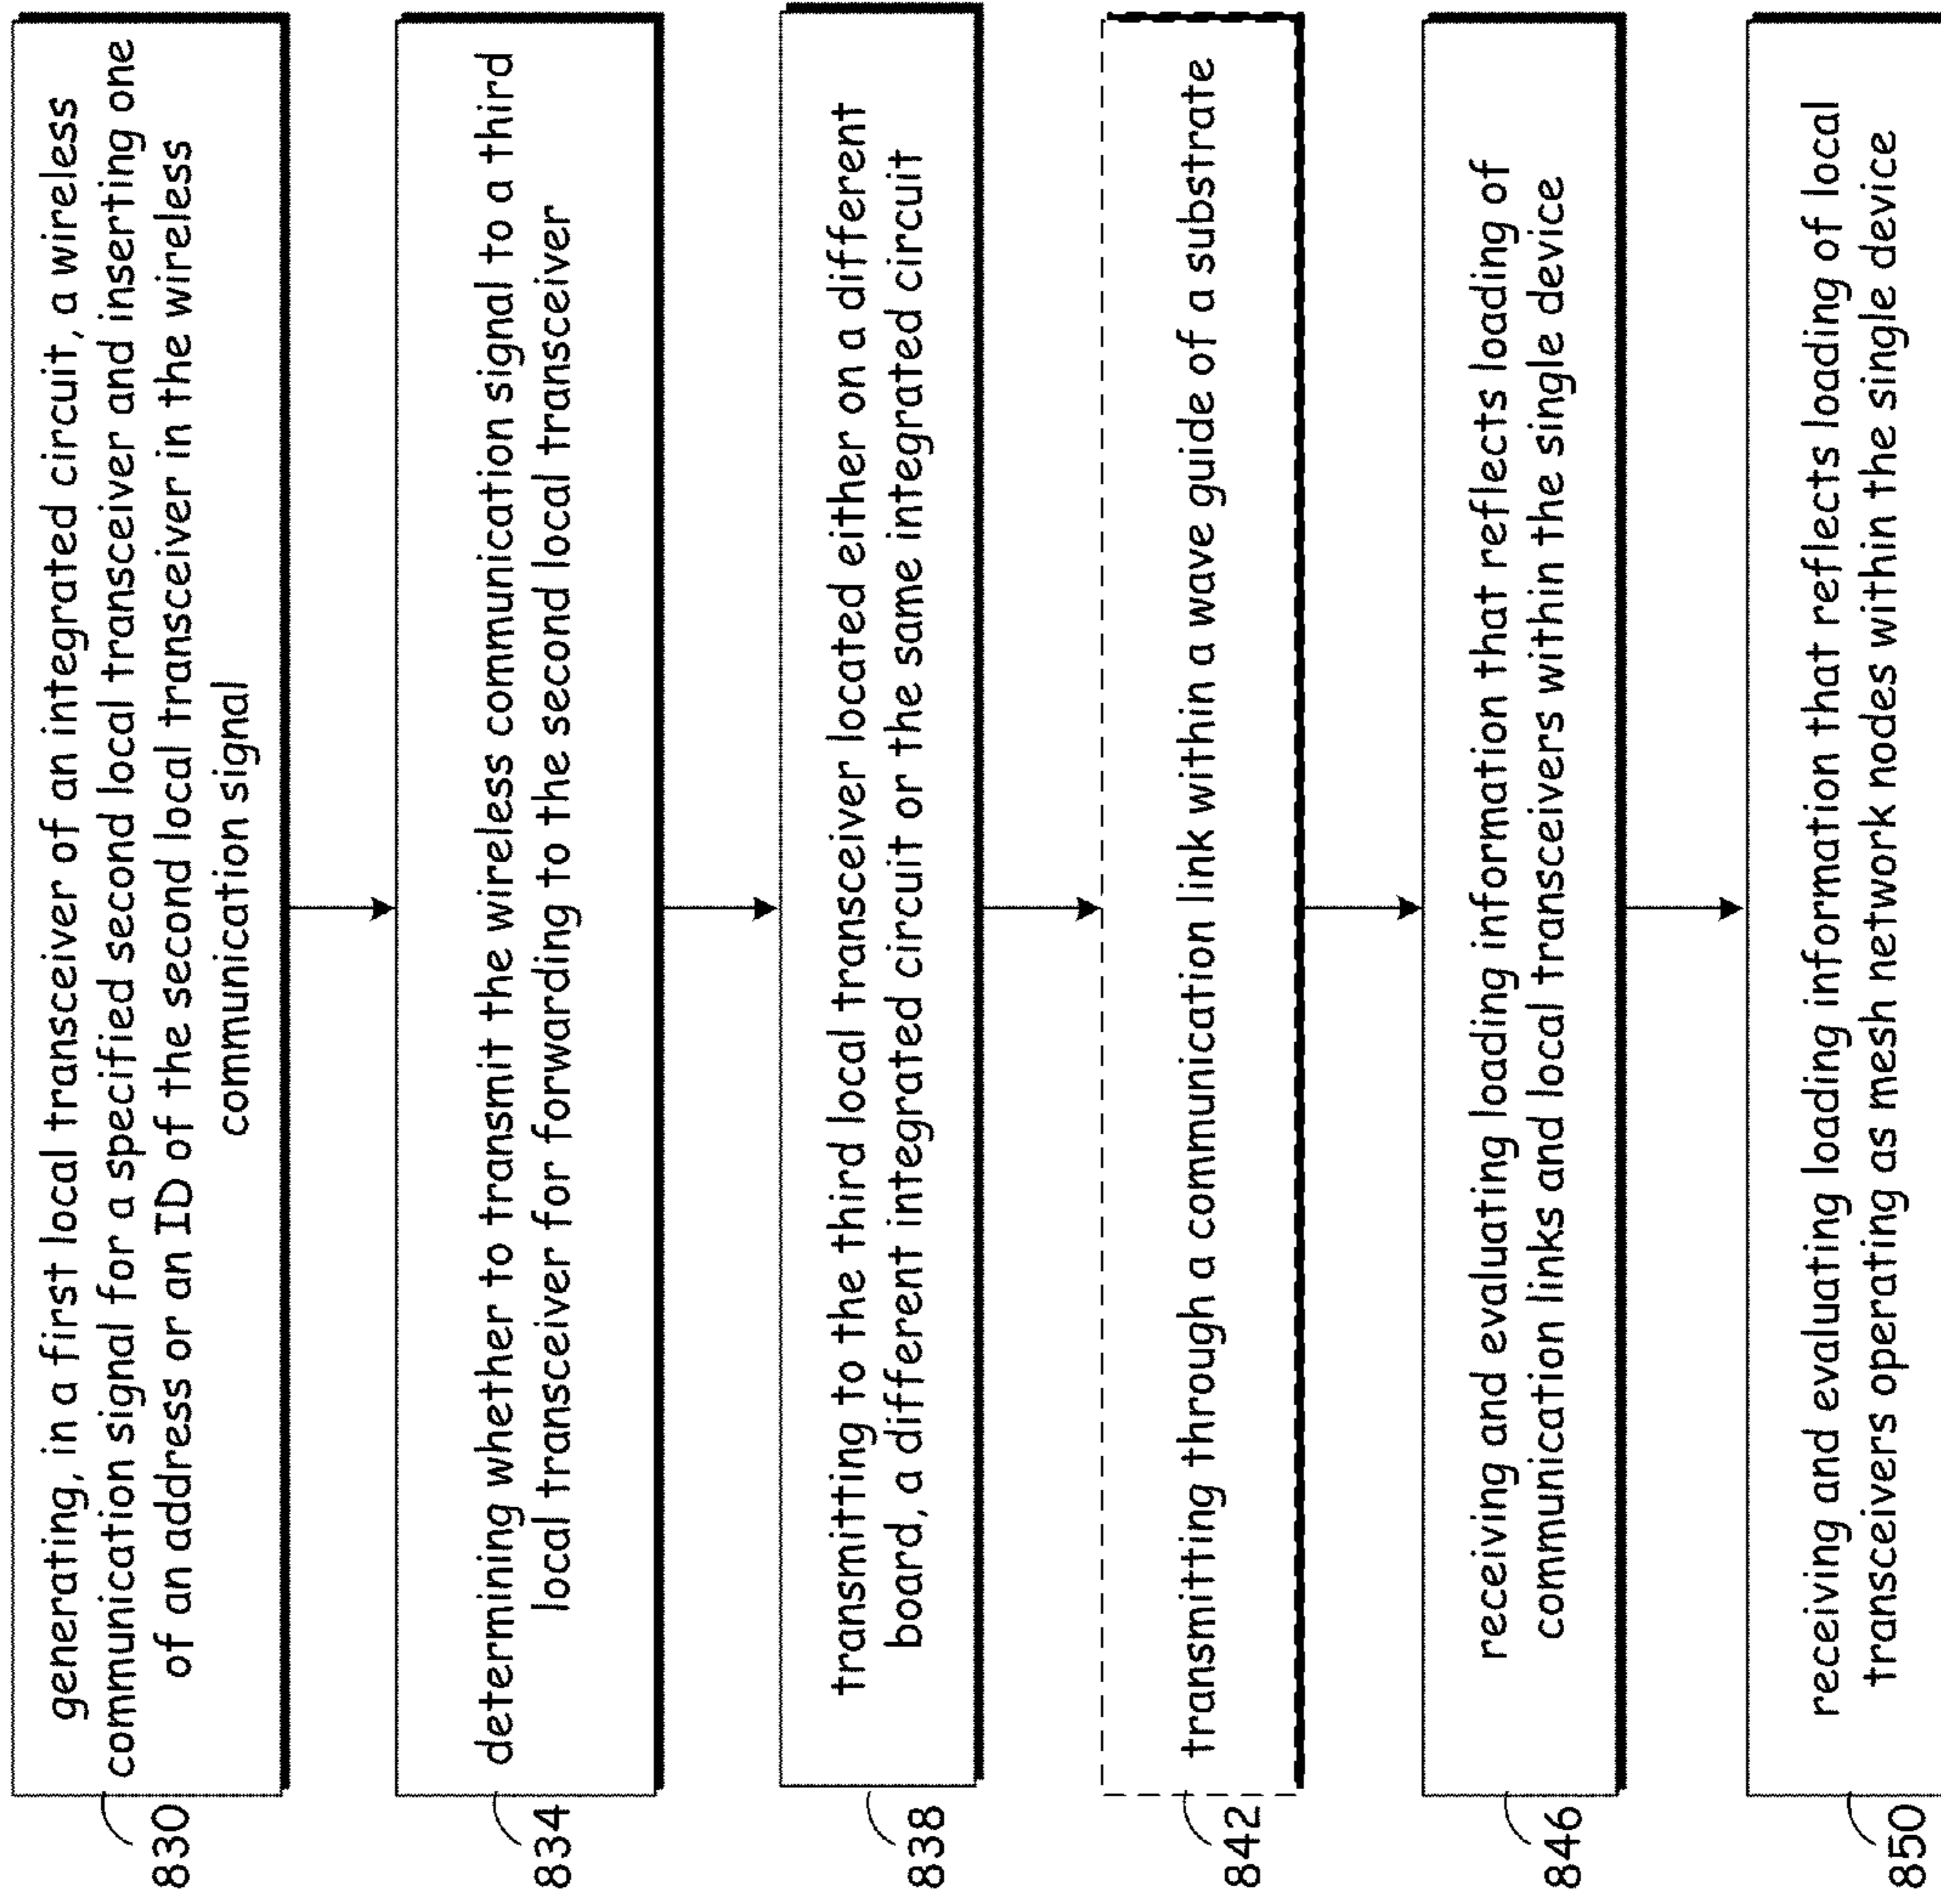 generating, in a first local transceiver of an integrated circuit, a wireless
communication signal for a specified second local transceiver and inserting one
of an address or an ID of the second local transceiver in the wireless
communication signal
830
determining whether to transmit the wireless communication signal to a third
local transceiver for forwarding to the second local transceiver
834
transmitting to the third local transceiver located either on a different
board, a different integrated circuit or the same integrated circuit
838
transmitting through a communication link within a wave guide of a substrate
842
receiving and evaluating loading information that reflects loading of
communication links and local transceivers within the single device
846
receiving and evaluating loading information that reflects loading of local
transceivers operating as mesh network nodes within the single device
850